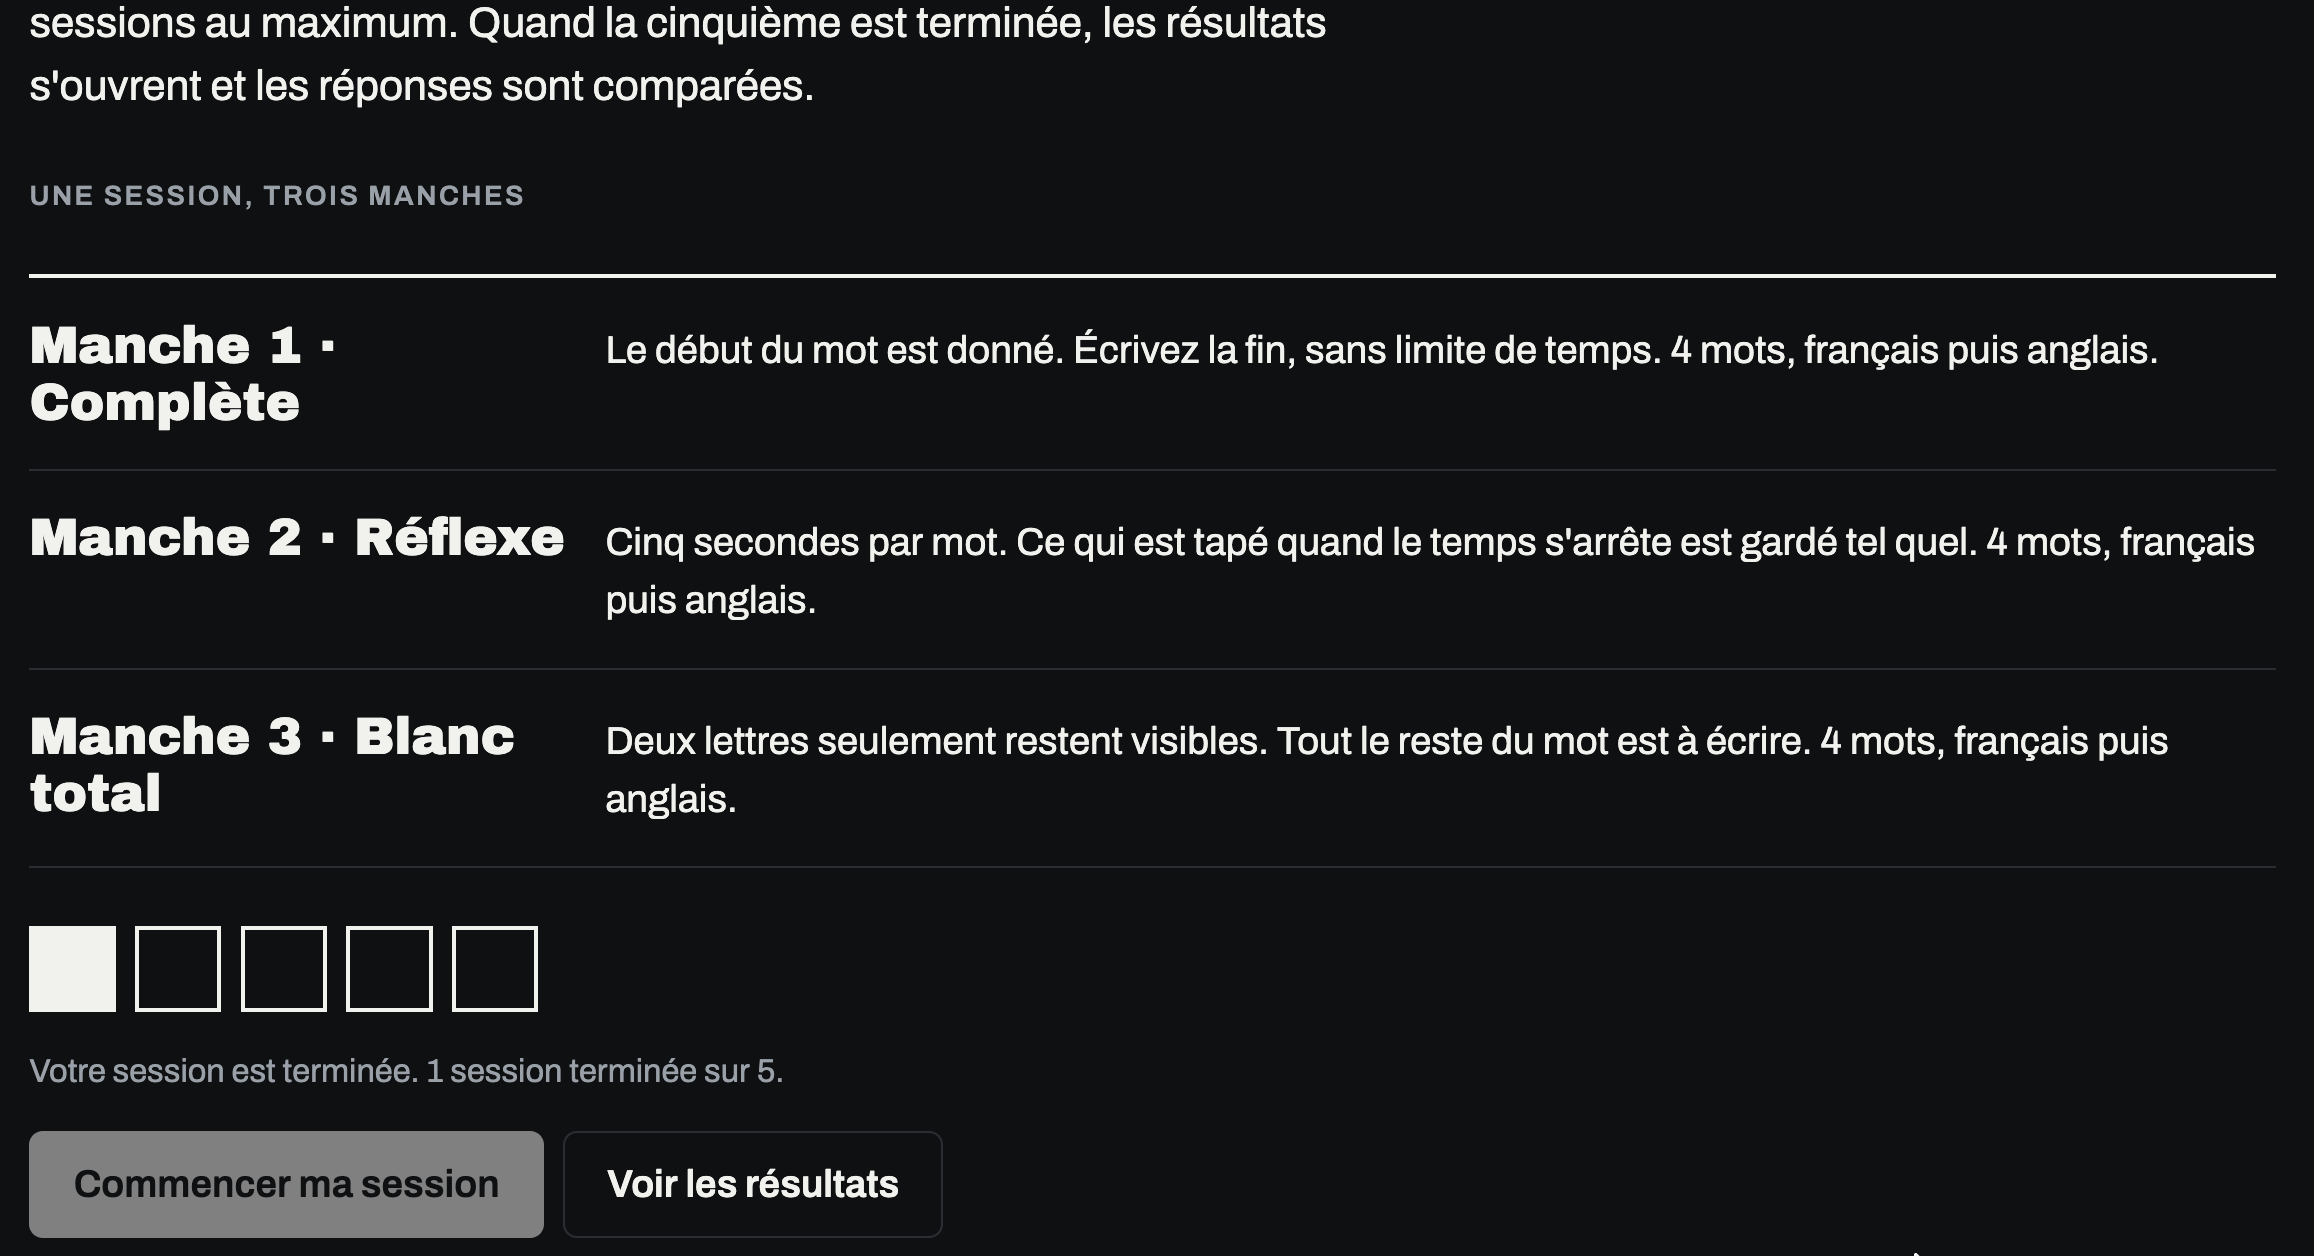 sessions au maximum. Quand la cinquième est terminée, les résultats
s'ouvrent et les réponses sont comparées.
UNE SESSION, TROIS MANCHES
Manche 1 ·
Complète
Le début du mot est donné. Écrivez la fin, sans limite de temps. 4 mots, français puis anglais.
Manche 2 · Réflexe
Cinq secondes par mot. Ce qui est tapé quand le temps s'arrête est gardé tel quel. 4 mots, français
puis anglais.
Manche 3 · Blanc
total
Deux lettres seulement restent visibles. Tout le reste du mot est à écrire. 4 mots, français puis
anglais.
Votre session est terminée. 1 session terminée sur 5.
Commencer ma session
Voir les résultats